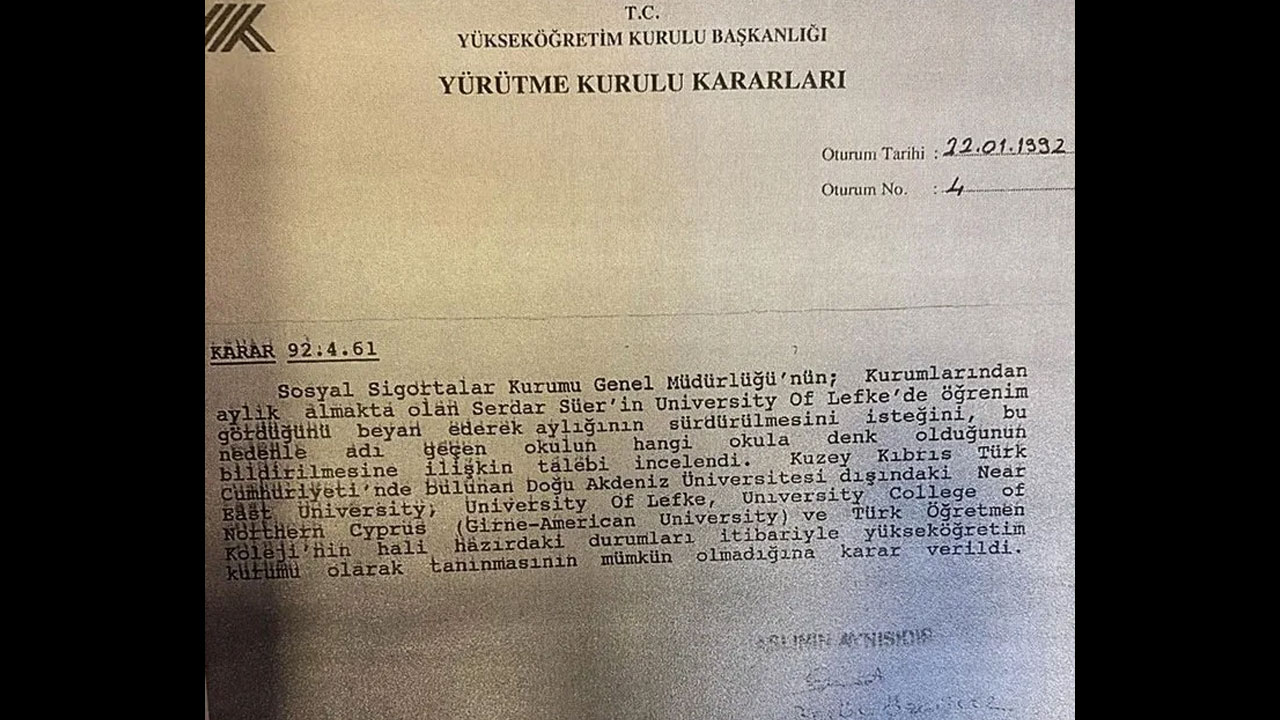 T.C.
YÜKSEKÖĞRETİM KURULU BAŞKANLIĞI
YÜRÜTME KURULU KARARLARI
Oturum Tarihi : 22.01.1992
Oturum No. : 4
KARAR 92.4.61
Sosyal Sigortalar Kurumu Genel Müdürlüğü'nün; Kurumlarından
aylık almakta olan Serdar Süer'in University Of Lefke'de öğrenim
gördüğünü beyan ederek aylığının sürdürülmesini isteğini, bu
nedenle adı geçen okulun hangi okula denk olduğunun
bildirilmesine ilişkin talebi incelendi. Kuzey Kıbrıs Türk
Cumhuriyeti'nde bulunan Doğu Akdeniz Üniversitesi dışındaki Near
East University, University Of Lefke, University College of
Northern Cyprus (Girne-American University) ve Türk Öğretmen
Koleji'nin hali hazırdaki durumları itibariyle yükseköğretim
kurumu olarak tanınmasının mümkün olmadığına karar verildi.
ASLININ AYNISIDIR